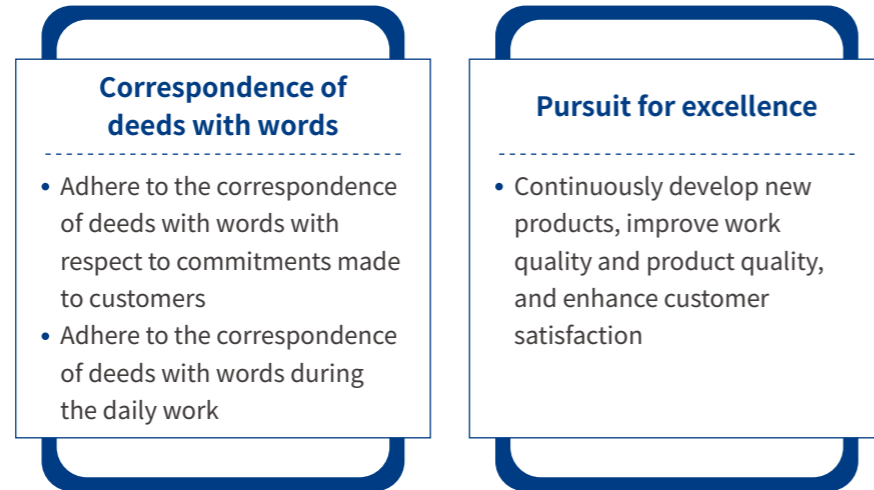 Correspondence of
deeds with words
• Adhere to the correspondence
of deeds with words with
respect to commitments made
to customers
• Adhere to the correspondence
of deeds with words during
the daily work
Pursuit for excellence
• Continuously develop new
products, improve work
quality and product quality,
and enhance customer
satisfaction